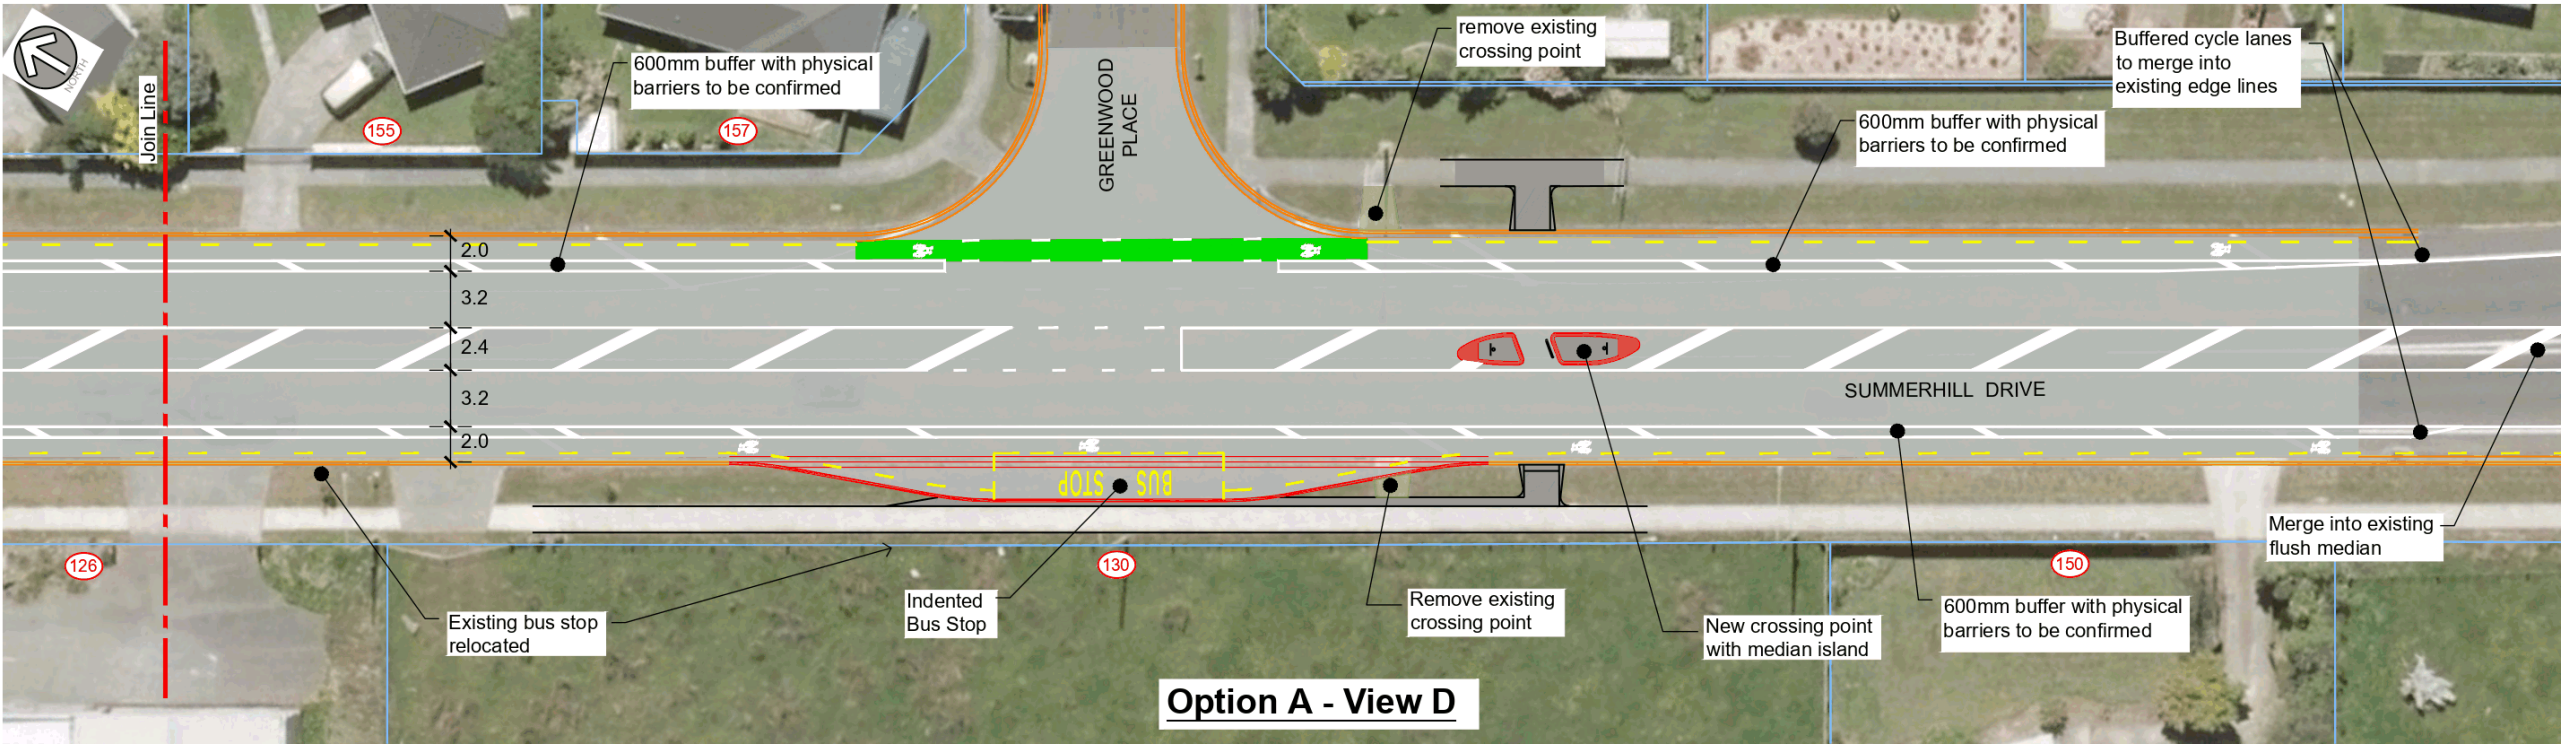 NORTH
Join Line
155
600mm buffer with physical
barriers to be confirmed
157
GREENWOOD
PLACE
remove existing
crossing point
600mm buffer with physical
barriers to be confirmed
Buffered cycle lanes
to merge into
existing edge lines
2.0
3.2
2.4
3.2
2.0
SUMMERHILL DRIVE
BUS STOP
126
130
150
Existing bus stop
relocated
Indented
Bus Stop
Remove existing
crossing point
New crossing point
with median island
600mm buffer with physical
barriers to be confirmed
Merge into existing
flush median
Option A - View D